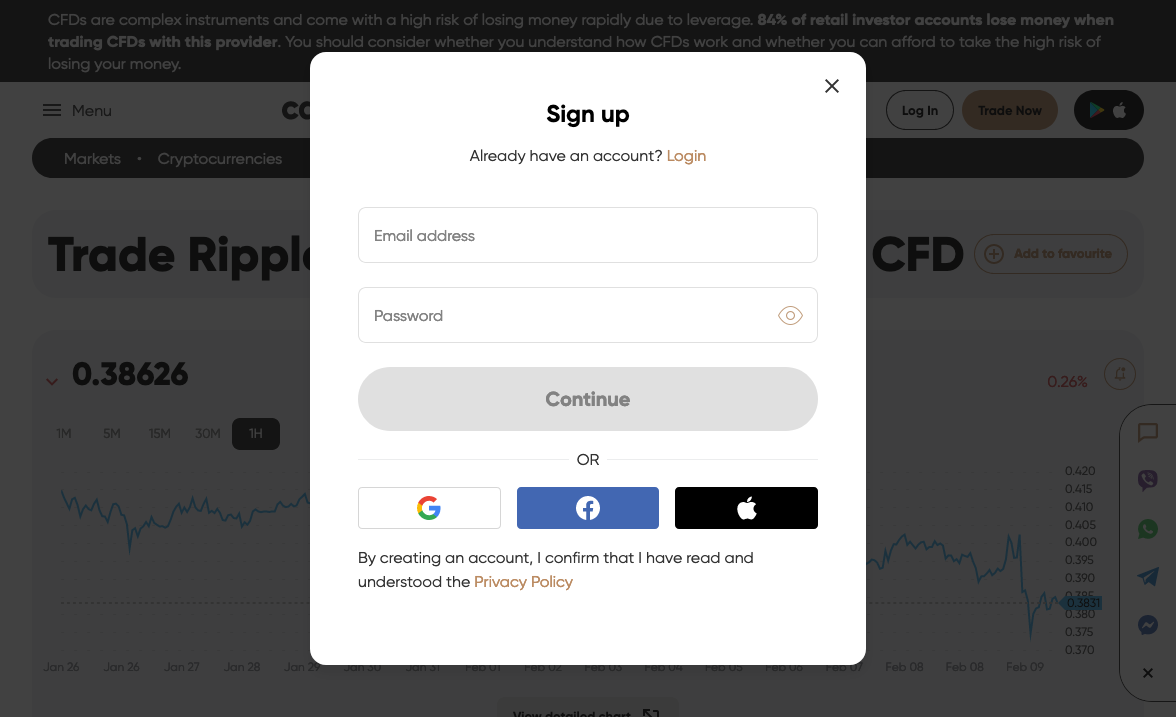 CFDs are complex instruments and come with a high risk of losing money rapidly due to leverage. 84% of retail investor accounts lose money when
trading CFDs with this provider. You should consider whether you understand how CFDs work and whether you can afford to take the high risk of
losing your money.
Menu
Log In
Trade Now
Markets • Cryptocurrencies
Trade Ripple
CFD
Add to favourite
0.38626
0.26%
1M 5M 15M 30M 1H
Sign up
Already have an account? Login
Email address
Password
Continue
OR
By creating an account, I confirm that I have read and
understood the Privacy Policy
0.420
0.415
0.410
0.405
0.400
0.395
0.390
0.385
0.3831
0.380
0.375
0.370
Jan 26 Jan 26 Jan 27 Jan 28 Jan 29 Jan 30 Jan 31 Feb 01 Feb 02 Feb 03 Feb 04 Feb 05 Feb 06 Feb 07 Feb 08 Feb 08 Feb 09
View detailed chart